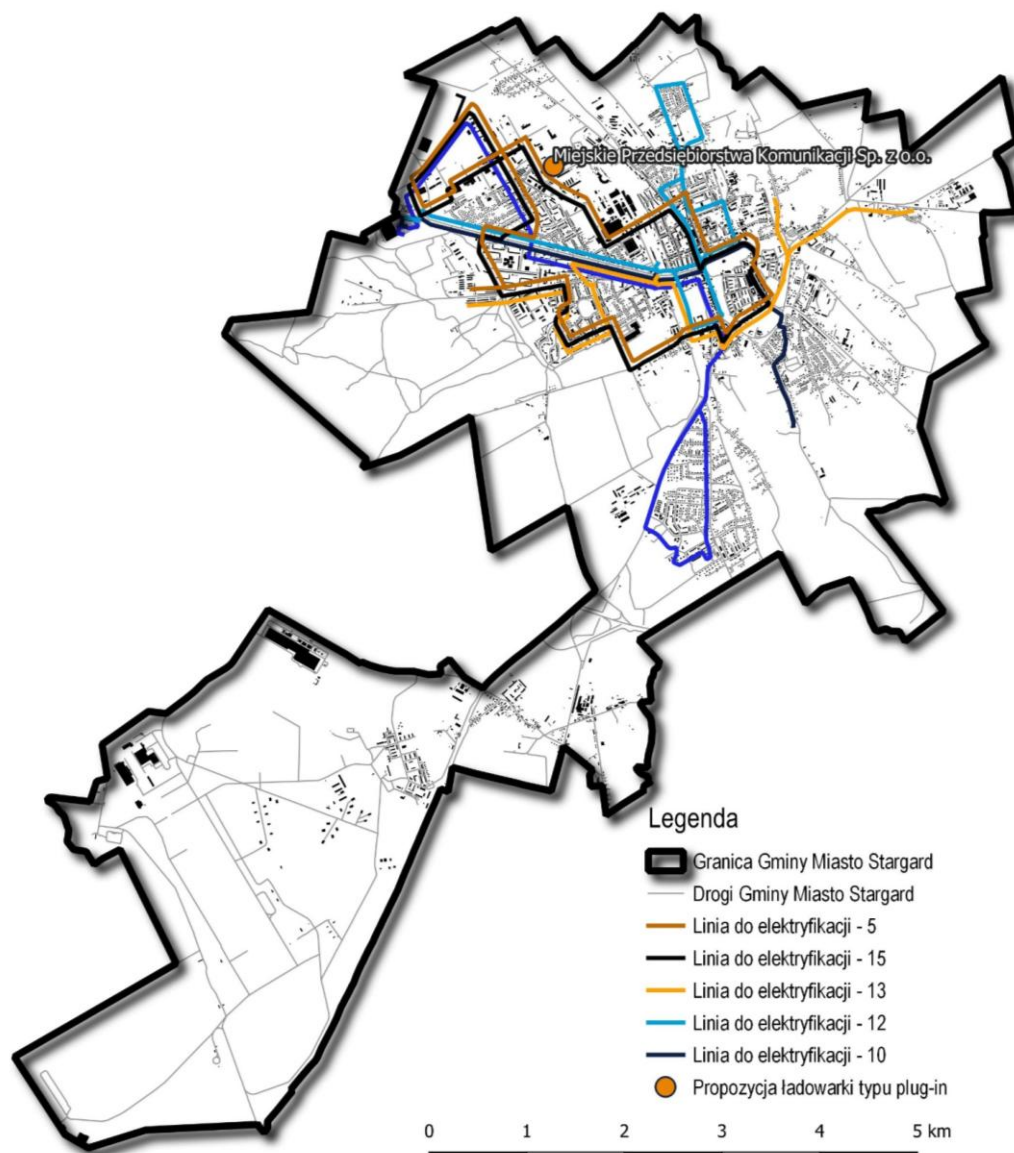 Miejskie Przedsiębiorstwa Komunikacji Sp. z o.o.
Legenda
Granica Gminy Miasto Stargard
Drogi Gminy Miasto Stargard
Linia do elektryfikacji - 5
Linia do elektryfikacji - 15
Linia do elektryfikacji - 13
Linia do elektryfikacji - 12
Linia do elektryfikacji - 10
Propozycja ładowarki typu plug-in
0 1 2 3 4 5 km